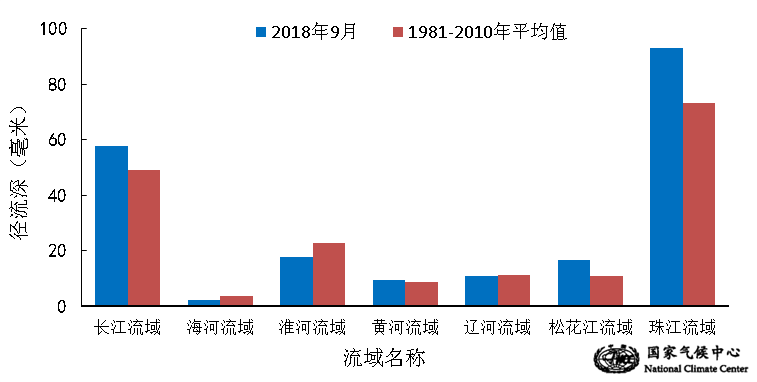 2018年9月 1981-2010年平均值
径流深（毫米）
100
80
60
40
20
0
长江流域 海河流域 淮河流域 黄河流域 辽河流域 松花江流域 珠江流域
流域名称
国家气候中心
National Climate Center